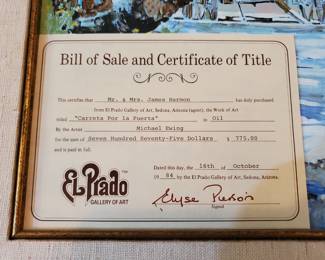 Bill of Sale and Certificate of Title
This certifies that Mr. & Mrs. James Harmon has duly purchased
from El Prado Gallery of Art, Sedona, Arizona the Work of Art
titled "Carreta Por la Puerta" in Oil
By the Artist Michael Ewing
for the sum of Seven Hundred Seventy-Five Dollars $ 775.00
and is paid in full.
Dated this day, the 16th of October
19 84 by El Prado Gallery of Art, Sedona, Arizona.
El Prado
GALLERY OF ART
Signed